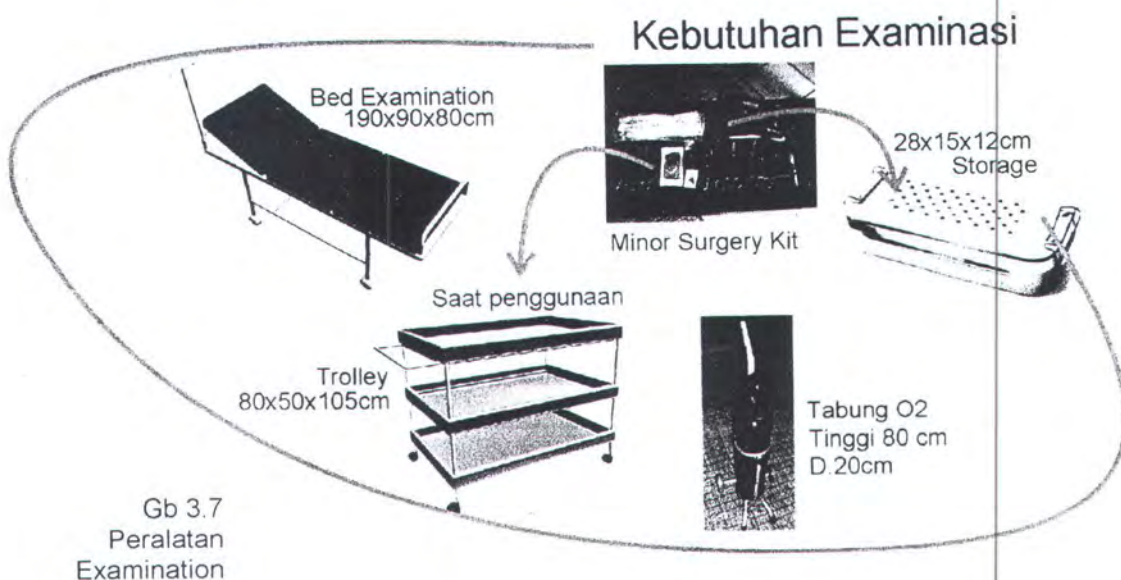 Kebutuhan Examinasi
Bed Examination
190x90x80cm
28x15x12cm
Storage
Minor Surgery Kit
Saat penggunaan
Trolley
80x50x105cm
Tabung O2
Tinggi 80 cm
D.20cm
Gb 3.7
Peralatan
Examination